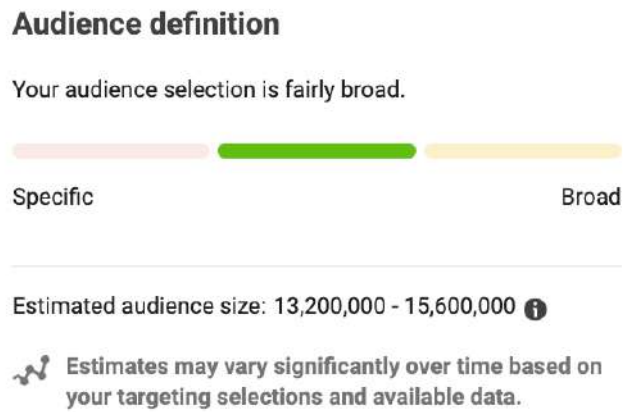 Audience definition
Your audience selection is fairly broad.
Specific
Broad
Estimated audience size: 13,200,000 - 15,600,000
Estimates may vary significantly over time based on
your targeting selections and available data.